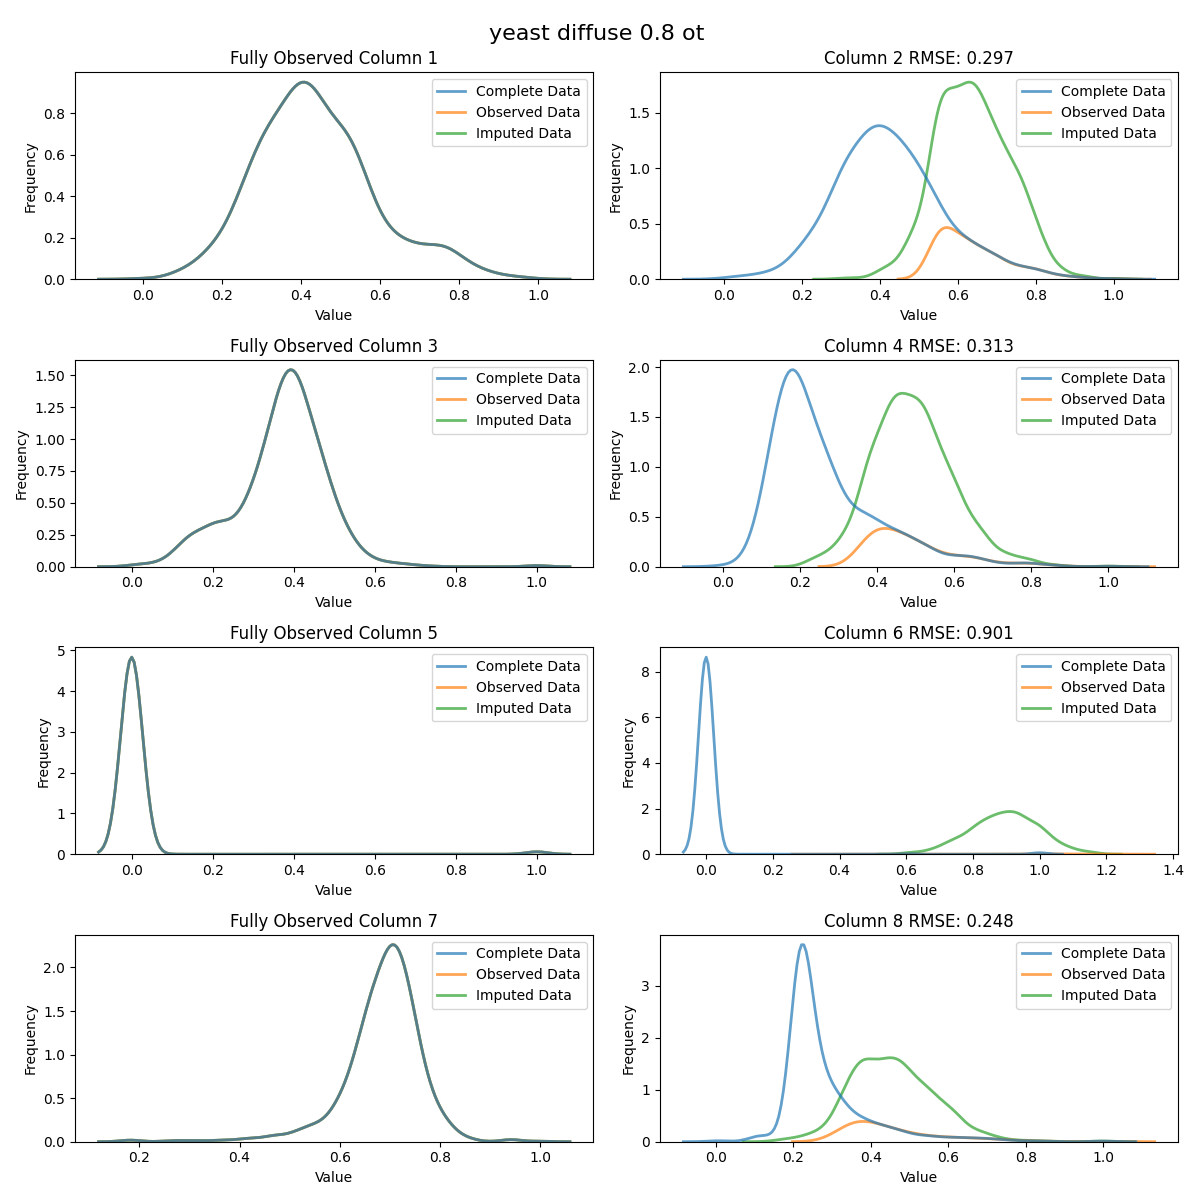 yeast diffuse 0.8 ot
Fully Observed Column 1
Frequency
0.8
0.6
0.4
0.2
0.0
Complete Data
Observed Data
Imputed Data
0.0 0.2 0.4 0.6 0.8 1.0
Value
Column 2 RMSE: 0.297
Frequency
1.5
1.0
0.5
0.0
Complete Data
Observed Data
Imputed Data
0.0 0.2 0.4 0.6 0.8 1.0
Value
Fully Observed Column 3
Frequency
1.50
1.25
1.00
0.75
0.50
0.25
0.00
Complete Data
Observed Data
Imputed Data
0.0 0.2 0.4 0.6 0.8 1.0
Value
Column 4 RMSE: 0.313
Frequency
2.0
1.5
1.0
0.5
0.0
Complete Data
Observed Data
Imputed Data
0.0 0.2 0.4 0.6 0.8 1.0
Value
Fully Observed Column 5
Frequency
5
4
3
2
1
0
Complete Data
Observed Data
Imputed Data
0.0 0.2 0.4 0.6 0.8 1.0
Value
Column 6 RMSE: 0.901
Frequency
8
6
4
2
0
Complete Data
Observed Data
Imputed Data
0.0 0.2 0.4 0.6 0.8 1.0 1.2 1.4
Value
Fully Observed Column 7
Frequency
2.0
1.5
1.0
0.5
0.0
Complete Data
Observed Data
Imputed Data
0.2 0.4 0.6 0.8 1.0
Value
Column 8 RMSE: 0.248
Frequency
3
2
1
0
Complete Data
Observed Data
Imputed Data
0.0 0.2 0.4 0.6 0.8 1.0
Value